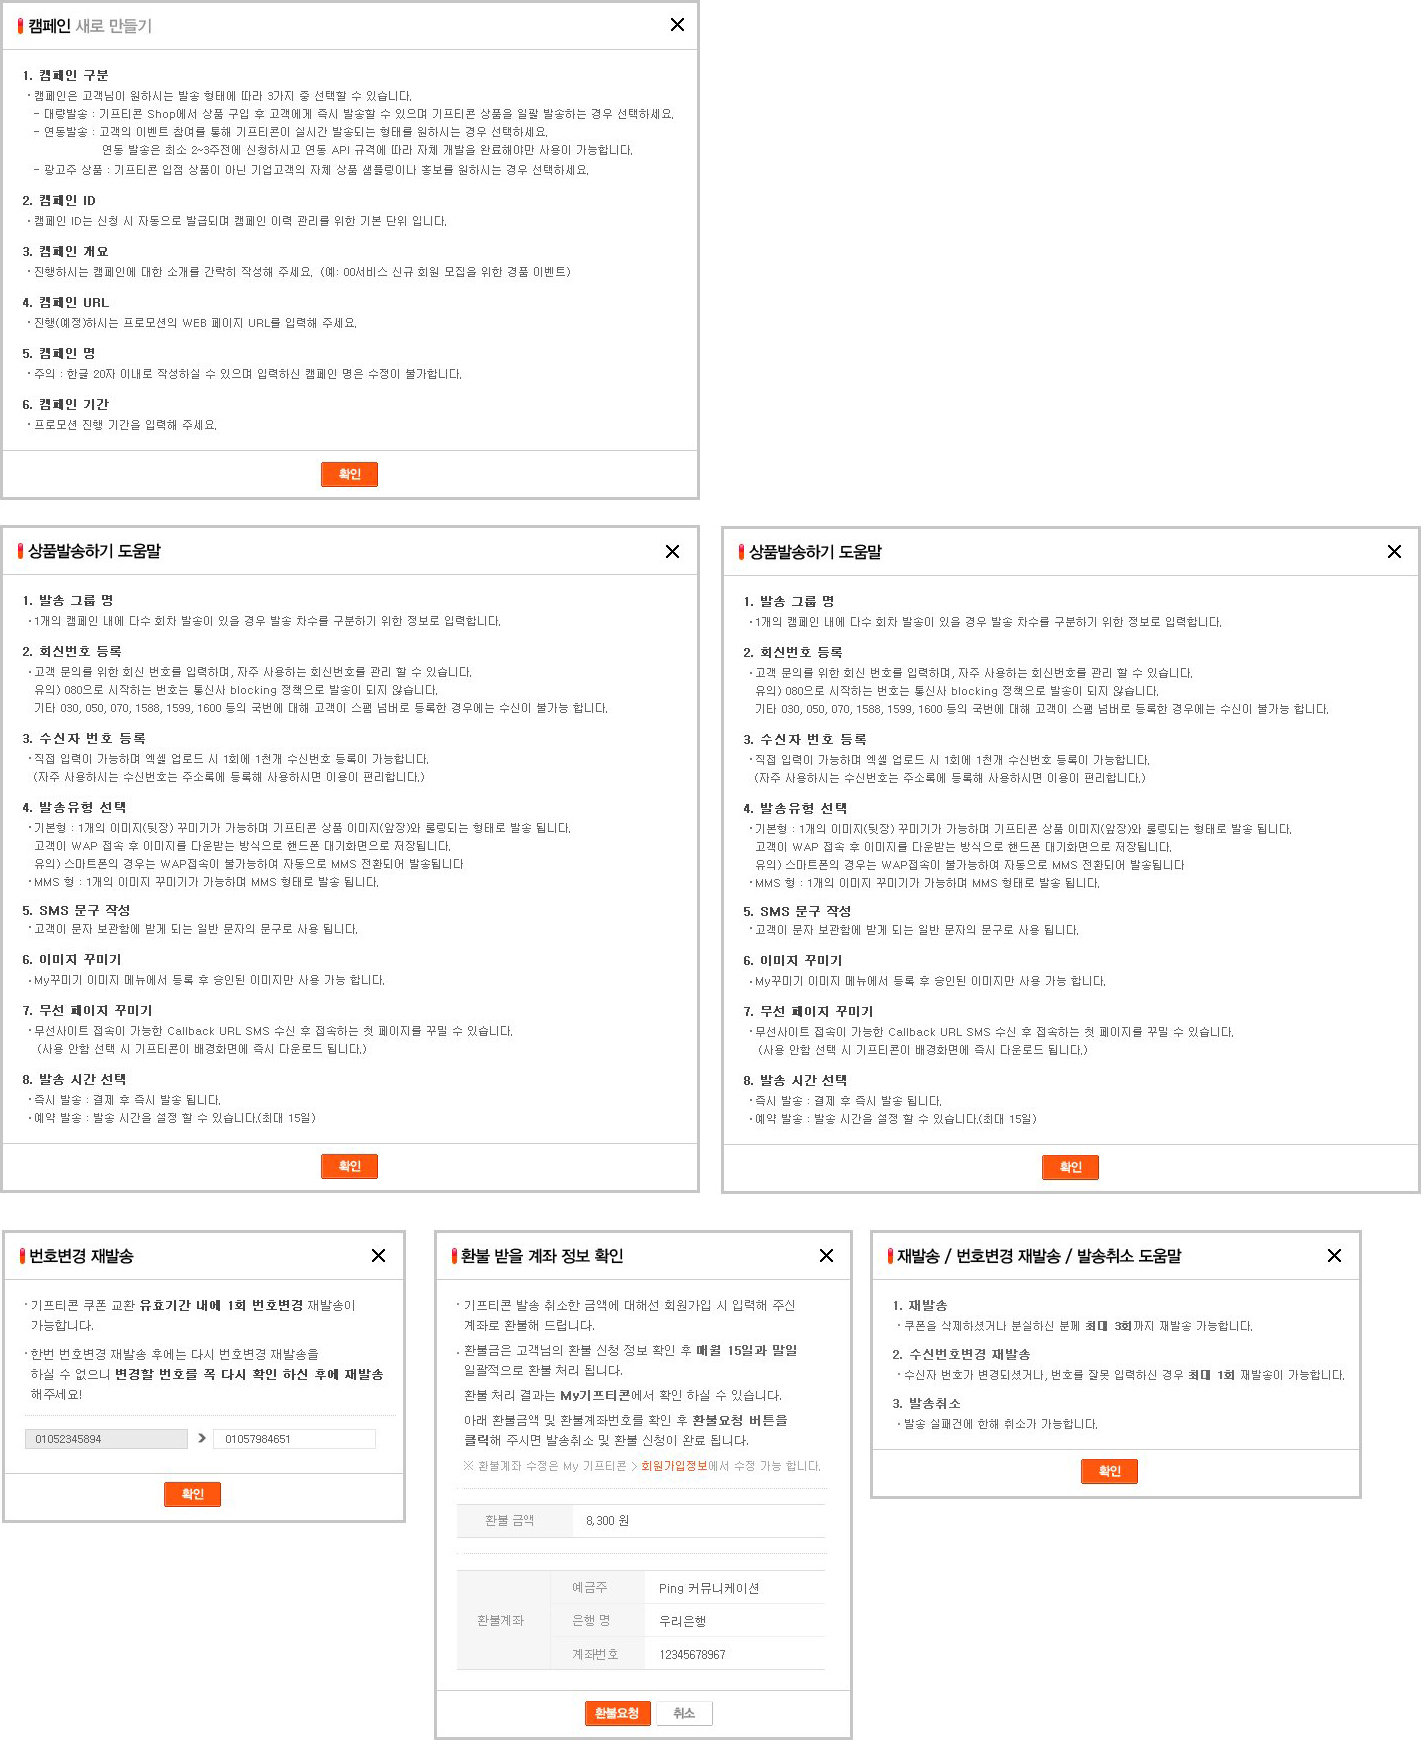 캠페인 새로 만들기
1. 캠페인 구분
· 캠페인은 고객님이 원하시는 발송 형태에 따라 3가지 중 선택할 수 있습니다.
- 대량발송 : 기프티콘 Shop에서 상품 구입 후 고객에게 즉시 발송할 수 있으며 기프티콘 상품을 일괄 발송하는 경우 선택하세요.
- 연동발송 : 고객의 이벤트 참여를 통해 기프티콘이 실시간 발송되는 형태를 원하시는 경우 선택하세요.
연동 발송은 최소 2~3주전에 신청하시고 연동 API 규격에 따라 자체 개발을 완료해야만 사용이 가능합니다.
- 광고주 상품 : 기프티콘 입점 상품이 아닌 기업고객의 자체 상품 샘플링이나 홍보를 원하시는 경우 선택하세요.
2. 캠페인 ID
· 캠페인 ID는 신청 시 자동으로 발급되며 캠페인 이력 관리를 위한 기본 단위 입니다.
3. 캠페인 개요
· 진행하시는 캠페인에 대한 소개를 간략히 작성해 주세요. (예: 00서비스 신규 회원 모집을 위한 경품 이벤트)
4. 캠페인 URL
· 진행(예정)하시는 프로모션의 WEB 페이지 URL를 입력해 주세요.
5. 캠페인 명
· 주의 : 한글 20자 이내로 작성하실 수 있으며 입력하신 캠페인 명은 수정이 불가합니다.
6. 캠페인 기간
· 프로모션 진행 기간을 입력해 주세요.
확인
상품발송하기 도움말
1. 발송 그룹 명
· 1개의 캠페인 내에 다수 회차 발송이 있을 경우 발송 차수를 구분하기 위한 정보로 입력합니다.
2. 회신번호 등록
· 고객 문의를 위한 회신 번호를 입력하며, 자주 사용하는 회신번호를 관리 할 수 있습니다.
유의) 080으로 시작하는 번호는 통신사 blocking 정책으로 발송이 되지 않습니다.
기타 030, 050, 070, 1588, 1599, 1600 등의 국번에 대해 고객이 스팸 넘버로 등록한 경우에는 수신이 불가능 합니다.
3. 수신자 번호 등록
· 직접 입력이 가능하며 엑셀 업로드 시 1회에 1천개 수신번호 등록이 가능합니다.
(자주 사용하시는 수신번호는 주소록에 등록해 사용하시면 이용이 편리합니다.)
4. 발송유형 선택
· 기본형 : 1개의 이미지(뒷장) 꾸미기가 가능하며 기프티콘 상품 이미지(앞장)와 롤링되는 형태로 발송 됩니다.
고객이 WAP 접속 후 이미지를 다운받는 방식으로 핸드폰 대기화면으로 저장됩니다.
유의) 스마트폰의 경우는 WAP접속이 불가능하여 자동으로 MMS 전환되어 발송됩니다
· MMS 형 : 1개의 이미지 꾸미기가 가능하며 MMS 형태로 발송 됩니다.
5. SMS 문구 작성
· 고객이 문자 보관함에 받게 되는 일반 문자의 문구로 사용 됩니다.
6. 이미지 꾸미기
· My꾸미기 이미지 메뉴에서 등록 후 승인된 이미지만 사용 가능 합니다.
7. 무선 페이지 꾸미기
· 무선사이트 접속이 가능한 Callback URL SMS 수신 후 접속하는 첫 페이지를 꾸밀 수 있습니다.
(사용 안함 선택 시 기프티콘이 배경화면에 즉시 다운로드 됩니다.)
8. 발송 시간 선택
· 즉시 발송 : 결제 후 즉시 발송 됩니다.
· 예약 발송 : 발송 시간을 설정 할 수 있습니다.(최대 15일)
확인
상품발송하기 도움말
1. 발송 그룹 명
· 1개의 캠페인 내에 다수 회차 발송이 있을 경우 발송 차수를 구분하기 위한 정보로 입력합니다.
2. 회신번호 등록
· 고객 문의를 위한 회신 번호를 입력하며, 자주 사용하는 회신번호를 관리 할 수 있습니다.
유의) 080으로 시작하는 번호는 통신사 blocking 정책으로 발송이 되지 않습니다.
기타 030, 050, 070, 1588, 1599, 1600 등의 국번에 대해 고객이 스팸 넘버로 등록한 경우에는 수신이 불가능 합니다.
3. 수신자 번호 등록
· 직접 입력이 가능하며 엑셀 업로드 시 1회에 1천개 수신번호 등록이 가능합니다.
(자주 사용하시는 수신번호는 주소록에 등록해 사용하시면 이용이 편리합니다.)
4. 발송유형 선택
· 기본형 : 1개의 이미지(뒷장) 꾸미기가 가능하며 기프티콘 상품 이미지(앞장)와 롤링되는 형태로 발송 됩니다.
고객이 WAP 접속 후 이미지를 다운받는 방식으로 핸드폰 대기화면으로 저장됩니다.
유의) 스마트폰의 경우는 WAP접속이 불가능하여 자동으로 MMS 전환되어 발송됩니다
· MMS 형 : 1개의 이미지 꾸미기가 가능하며 MMS 형태로 발송 됩니다.
5. SMS 문구 작성
· 고객이 문자 보관함에 받게 되는 일반 문자의 문구로 사용 됩니다.
6. 이미지 꾸미기
· My꾸미기 이미지 메뉴에서 등록 후 승인된 이미지만 사용 가능 합니다.
7. 무선 페이지 꾸미기
· 무선사이트 접속이 가능한 Callback URL SMS 수신 후 접속하는 첫 페이지를 꾸밀 수 있습니다.
(사용 안함 선택 시 기프티콘이 배경화면에 즉시 다운로드 됩니다.)
8. 발송 시간 선택
· 즉시 발송 : 결제 후 즉시 발송 됩니다.
· 예약 발송 : 발송 시간을 설정 할 수 있습니다.(최대 15일)
확인
번호변경 재발송
· 기프티콘 쿠폰 교환 유효기간 내에 1회 번호변경 재발송이
가능합니다.
· 한번 번호변경 재발송 후에는 다시 번호변경 재발송을
하실 수 없으니 변경할 번호를 꼭 다시 확인 하신 후에 재발송
해주세요!
01052345894 > 01057984651
확인
환불 받을 계좌 정보 확인
· 기프티콘 발송 취소한 금액에 대해선 회원가입 시 입력해 주신
계좌로 환불해 드립니다.
· 환불금은 고객님의 환불 신청 정보 확인 후 매월 15일과 말일
일괄적으로 환불 처리 됩니다.
환불 처리 결과는 My기프티콘에서 확인 하실 수 있습니다.
아래 환불금액 및 환불계좌번호를 확인 후 환불요청 버튼을
클릭해 주시면 발송취소 및 환불 신청이 완료 됩니다.
※ 환불계좌 수정은 My 기프티콘 > 회원가입정보에서 수정 가능 합니다.
환불 금액 8,300 원
환불계좌
예금주 Ping 커뮤니케이션
은행 명 우리은행
계좌번호 12345678967
환불요청 취소
재발송 / 번호변경 재발송 / 발송취소 도움말
1. 재발송
· 쿠폰을 삭제하셨거나 분실하신 분께 최대 3회까지 재발송 가능합니다.
2. 수신번호변경 재발송
· 수신자 번호가 변경되셨거나, 번호를 잘못 입력하신 경우 최대 1회 재발송이 가능합니다.
3. 발송취소
· 발송 실패건에 한해 취소가 가능합니다.
확인